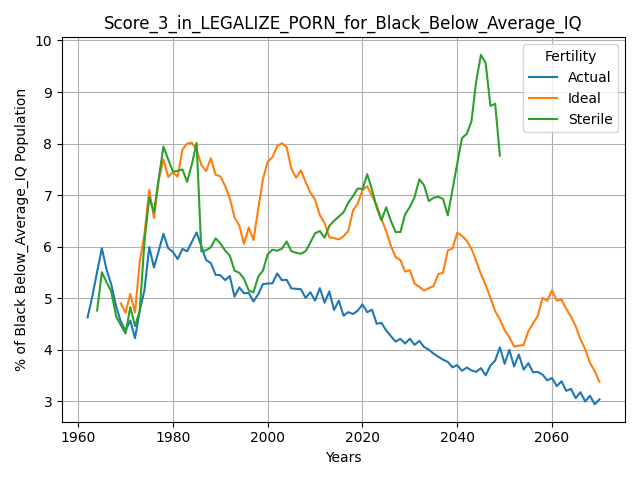 Score_3_in_LEGALIZE_PORN_for_Black_Below_Average_IQ
10
9
8
7
6
5
4
3
% of Black Below_Average_IQ Population
Fertility
Actual
Ideal
Sterile
1960
1980
2000
2020
2040
2060
Years